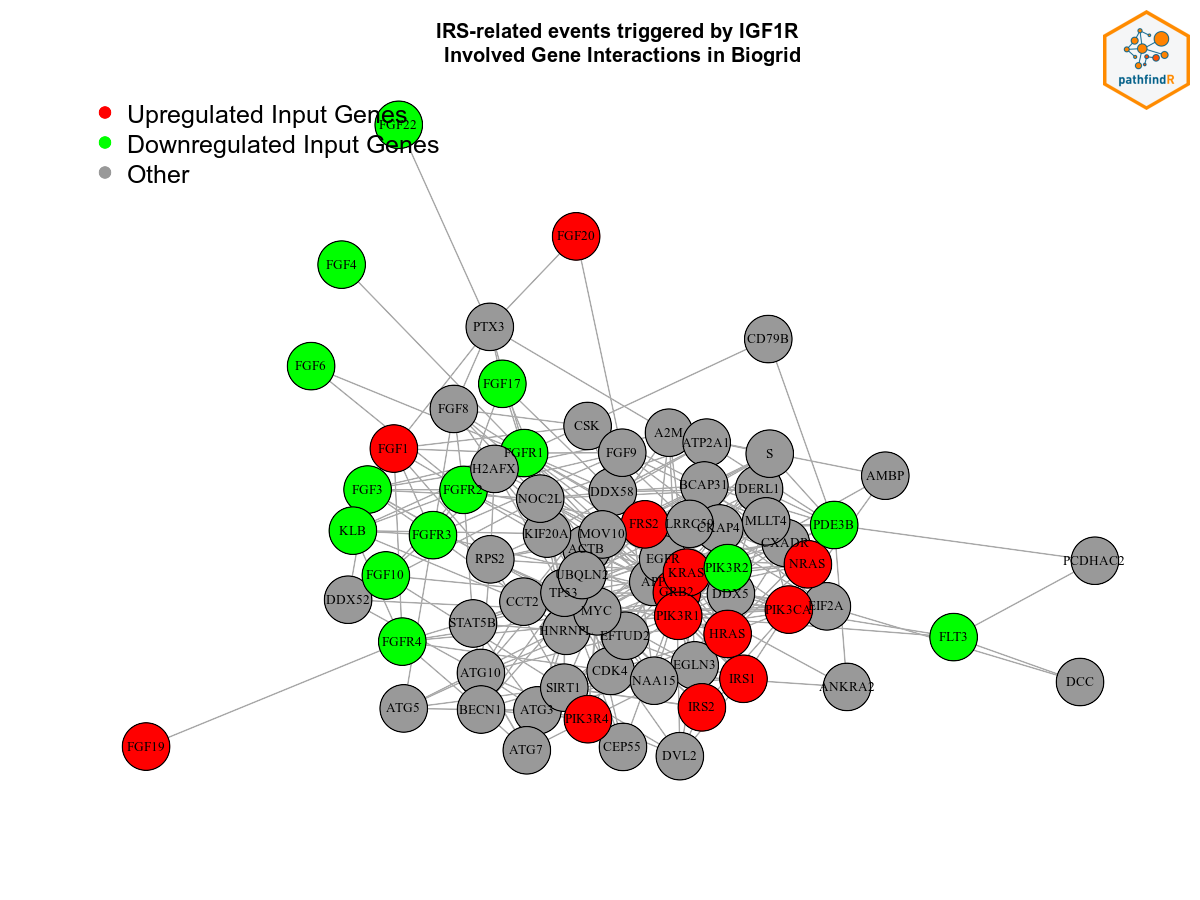 IRS-related events triggered by IGF1R
Involved Gene Interactions in Biogrid
pathfindR
Upregulated Input Genes
Downregulated Input Genes
Other
FGF22
FGF20
FGF4
PTX3
CD79B
FGF6
FGF17
FGF8
CSK
A2M
ATP2A1
FGF1
FGFR1
FGF9
S
H2AFX
AMBP
FGF3
FGFR2
NOC2L
DDX58
BCAP31
DERL1
KLB
FGFR3
KIF20A
MOV10
FRS2
LRRC59
MLLT4
PDE3B
ACTB
CXADR
RPS2
EGFR
PCDHAC2
FGF10
UBQLN2
KRAS
PIK3R2
NRAS
DDX52
CCT2
TP53
GRB2
DDX5
STAT5B
MYC
PIK3R1
PIK3CA
EIF2A
FGFR4
EFTUD2
HRAS
FLT3
ATG10
CDK4
EGLN3
SIRT1
NAA15
IRS1
ANKRA2
DCC
ATG5
BECN1
ATG3
PIK3R4
IRS2
FGF19
ATG7
CEP55
DVL2